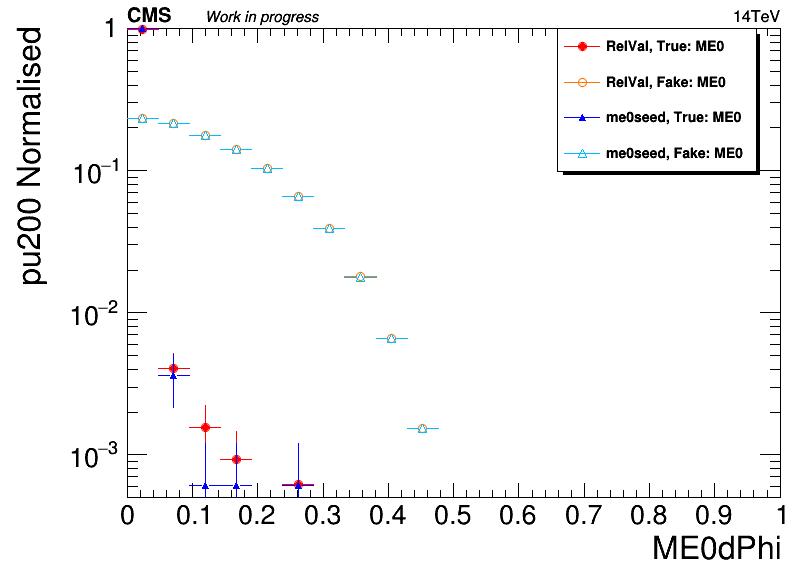 CMS Work in progress 14TeV
pu200 Normalised
1
10−1
10−2
10−3
RelVal, True: ME0
RelVal, Fake: ME0
me0seed, True: ME0
me0seed, Fake: ME0
0 0.1 0.2 0.3 0.4 0.5 0.6 0.7 0.8 0.9 1
ME0dPhi